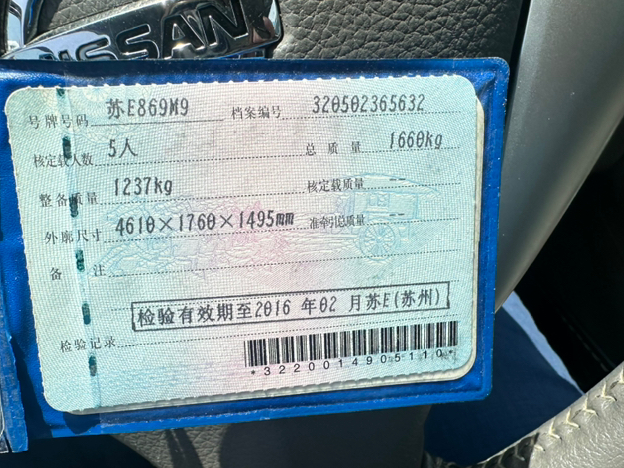 NISSAN
号牌号码 苏E869M9 档案编号 320502365632
核定载人数 5人 总质量 1660kg
整备质量 1237kg 核定载质量 --
外廓尺寸 4610×1760×1495mm 准牵引总质量 --
备注
检验有效期至2016年02月苏E(苏州)
检验记录
*3220014905110*